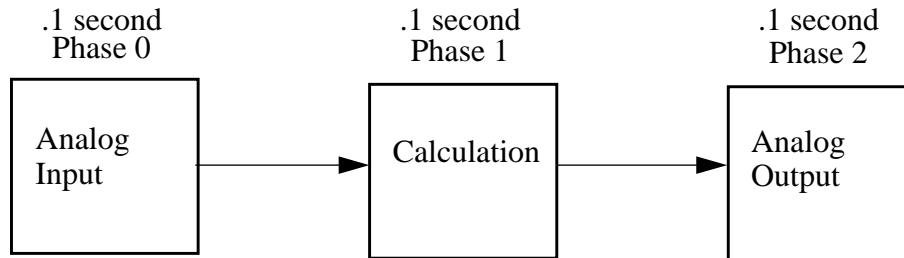 .1 second
Phase 0
.1 second
Phase 1
.1 second
Phase 2
Analog
Input
Calculation
Analog
Output